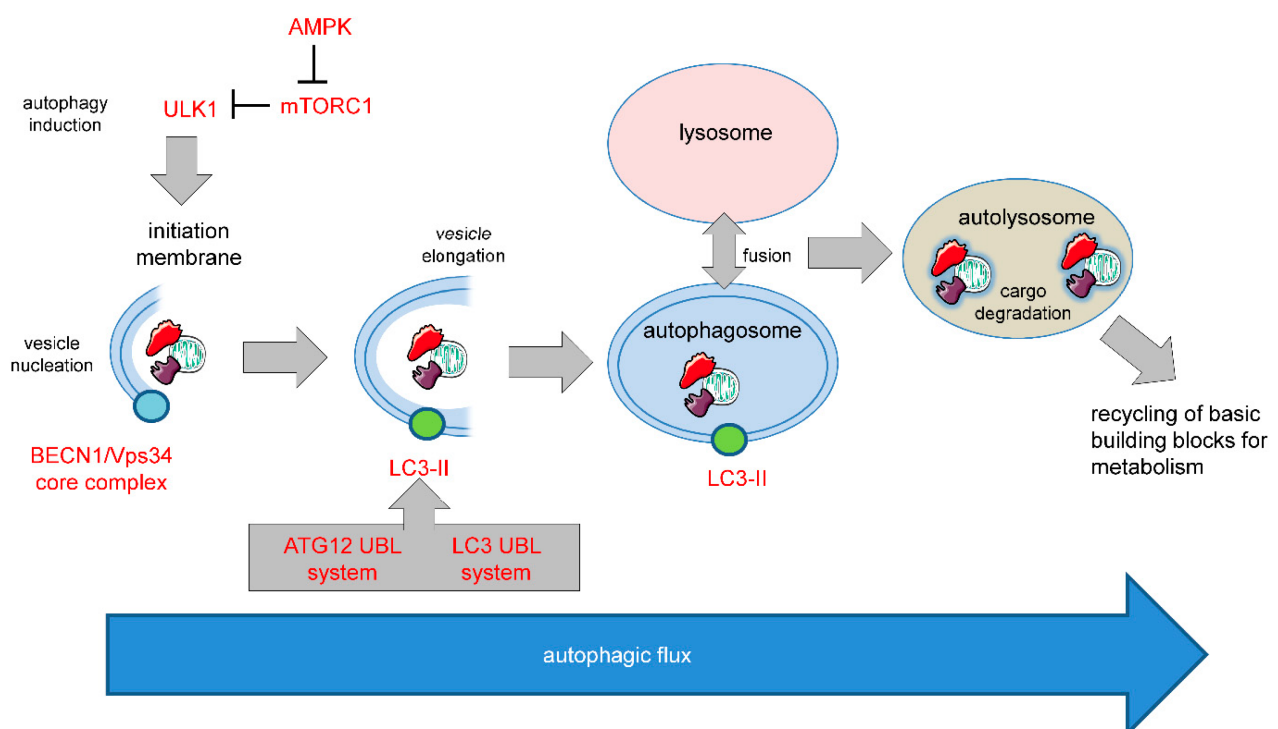 AMPK
autophagy
induction
ULK1
mTORC1
initiation
membrane
vesicle
nucleation
BECN1/Vps34
core complex
vesicle
elongation
LC3-II
ATG12 UBL
system
LC3 UBL
system
lysosome
fusion
autophagosome
LC3-II
autolysosome
cargo
degradation
recycling of basic
building blocks for
metabolism
autophagic flux